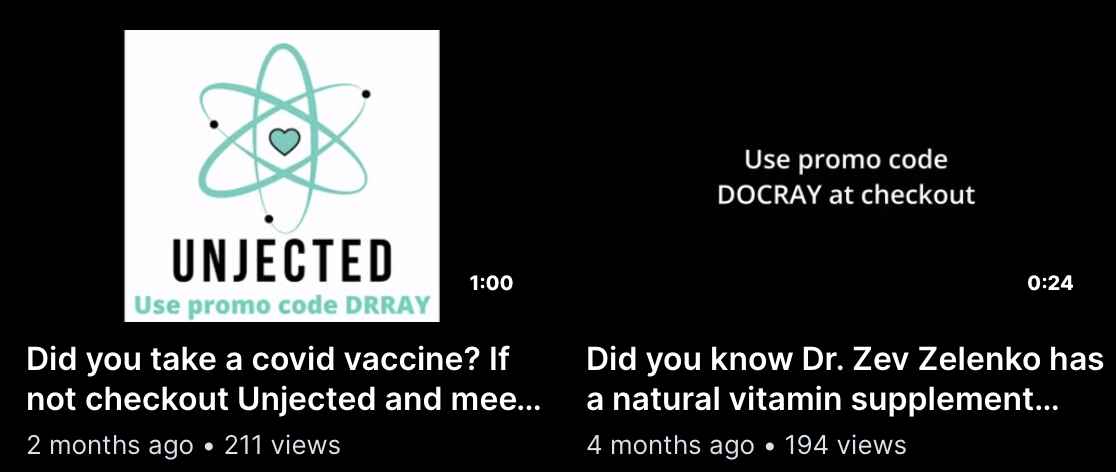 UNJECTED
Use promo code DRRAY
1:00
Did you take a covid vaccine? If
not checkout Unjected and mee...
2 months ago • 211 views
Use promo code
DOCRAY at checkout
0:24
Did you know Dr. Zev Zelenko has
a natural vitamin supplement...
4 months ago • 194 views